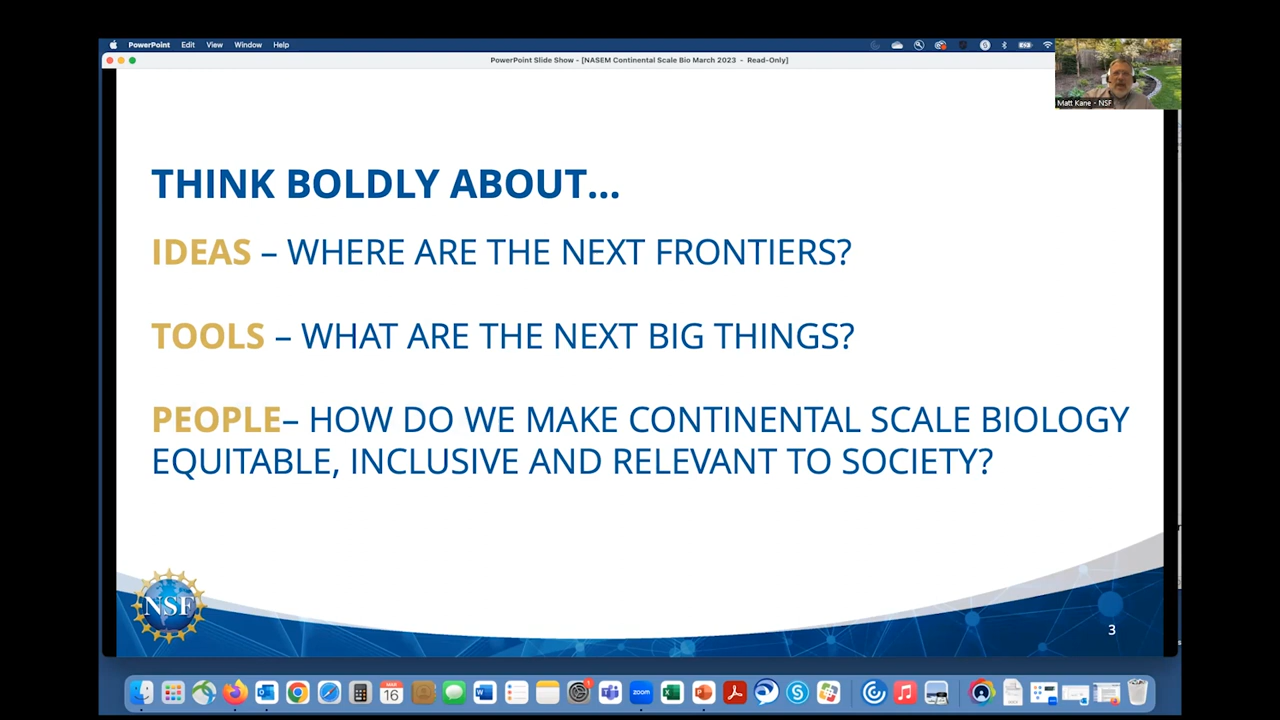 PowerPoint Edit View Window Help
PowerPoint Slide Show - [NASEM Continental Scale Bio March 2023 - Read-Only]
Matt Kane - NSF
THINK BOLDLY ABOUT...
IDEAS – WHERE ARE THE NEXT FRONTIERS?
TOOLS – WHAT ARE THE NEXT BIG THINGS?
PEOPLE– HOW DO WE MAKE CONTINENTAL SCALE BIOLOGY
EQUITABLE, INCLUSIVE AND RELEVANT TO SOCIETY?
NSF
3
MAR
16
zoom